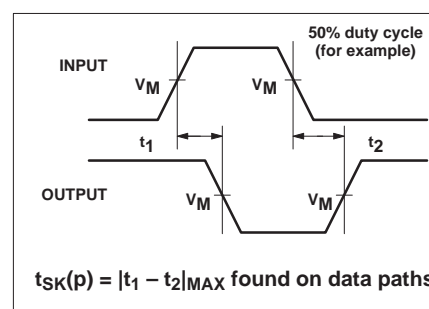 50% duty cycle
(for example)
INPUT
VM VM
t1 t2
OUTPUT
VM VM
tSK(p) = |t1 – t2|MAX found on data paths